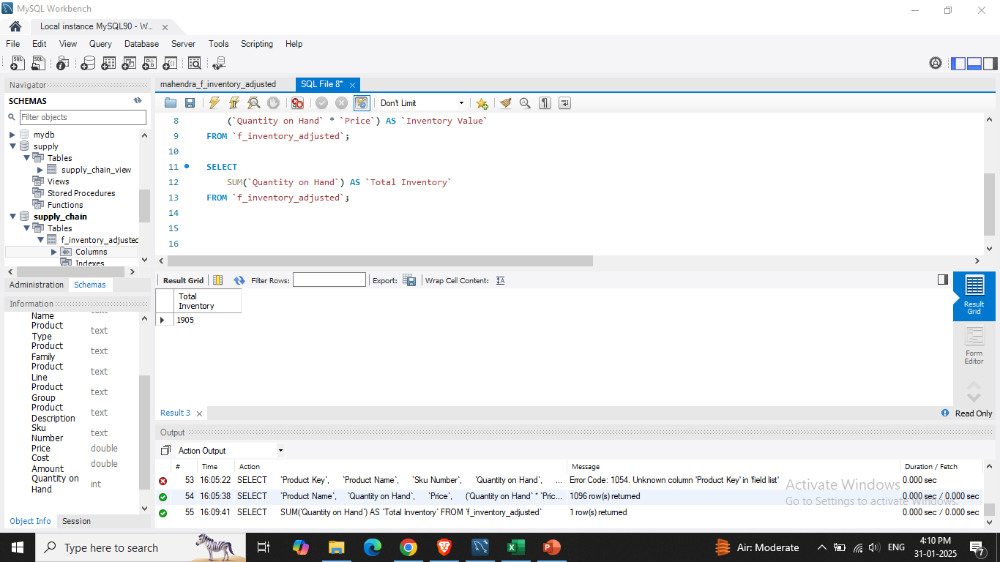 MySQL Workbench
Local instance MySQL90 - W...
File Edit View Query Database Server Tools Scripting Help
Navigator
SCHEMAS
Filter objects
mydb
supply
Tables
supply_chain_view
Views
Stored Procedures
Functions
supply_chain
Tables
f_inventory_adjusted
Columns
Indexes
Administration Schemas
Information
Name
Product Type text
Product Family text
Product Line text
Product Group text
Product Description text
Sku Number text
Price double
Cost Amount double
Quantity on Hand int
Object Info Session
mahendra_f_inventory_adjusted SQL File 8*
Don't Limit
8 (`Quantity on Hand` * `Price`) AS `Inventory Value`
9 FROM `f_inventory_adjusted`;
10
11 SELECT
12 SUM(`Quantity on Hand`) AS `Total Inventory`
13 FROM `f_inventory_adjusted`;
14
15
16
Result Grid Filter Rows: Export: Wrap Cell Content:
Total
Inventory
1905
Result
Grid
Form
Editor
Result 3
Read Only
Output
Action Output
# Time Action Message Duration / Fetch
53 16:05:22 SELECT `Product Key`, `Product Name`, `Sku Number`, `Quantity on Hand`, ... Error Code: 1054. Unknown column 'Product Key' in 'field list' 0.000 sec
54 16:05:38 SELECT `Product Name`, `Quantity on Hand`, `Price`, (`Quantity on Hand` * `Pric... 1096 row(s) returned 0.000 sec / 0.000 sec
55 16:09:41 SELECT SUM(`Quantity on Hand`) AS `Total Inventory` FROM `f_inventory_adjusted` 1 row(s) returned 0.000 sec / 0.000 sec
Activate Windows
Go to Settings to activate Windows.
Type here to search
Air: Moderate
ENG
4:10 PM
31-01-2025
7